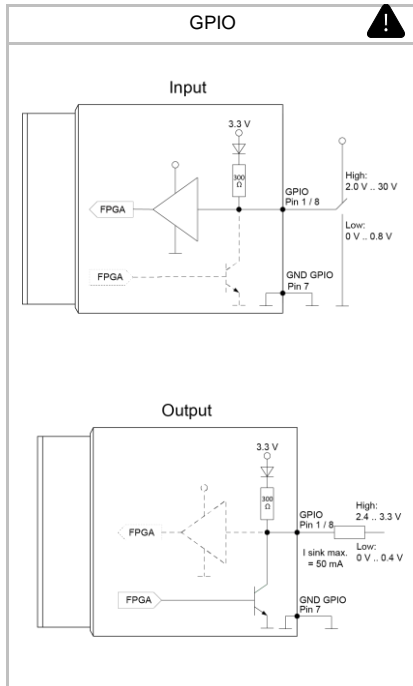 GPIO
Input
3.3 V
300
Ω
FPGA
GPIO
Pin 1 / 8
High:
2.0 V .. 30 V
Low:
0 V .. 0.8 V
FPGA
GND GPIO
Pin 7
Output
3.3 V
300
Ω
FPGA
GPIO
Pin 1 / 8
High:
2.4 .. 3.3 V
I sink max.
= 50 mA
Low:
0 V .. 0.4 V
FPGA
GND GPIO
Pin 7